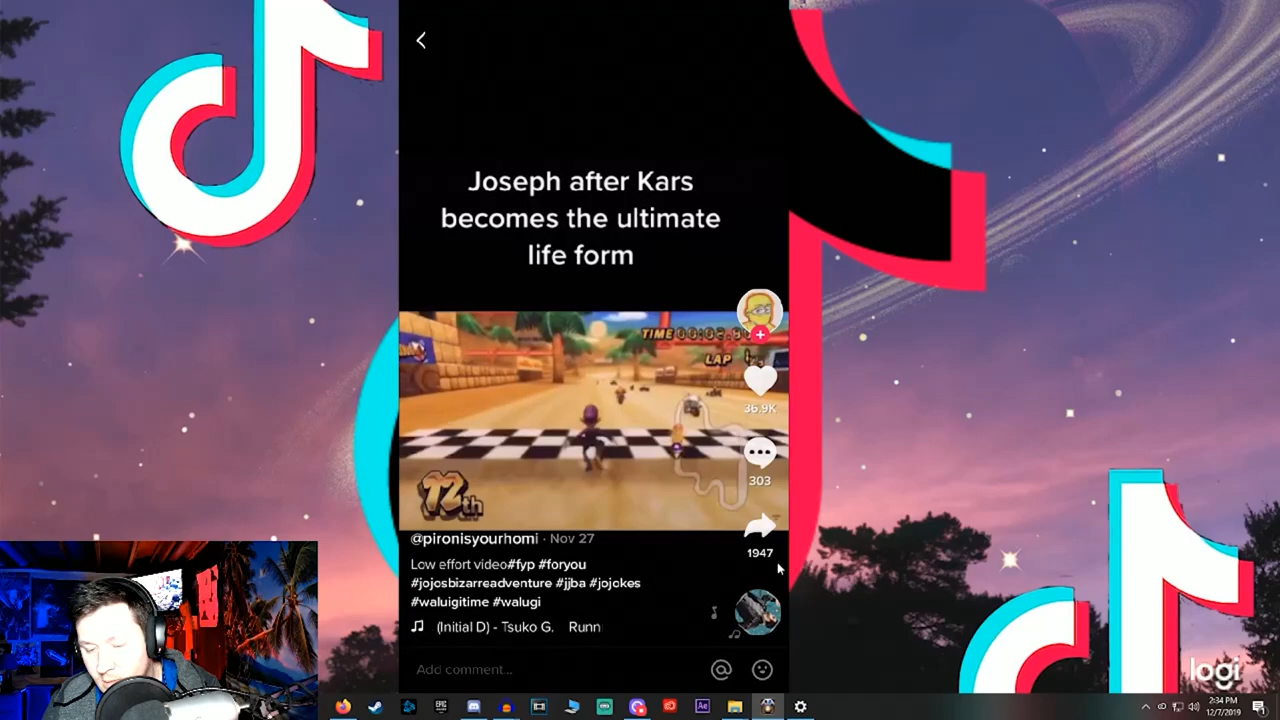 Joseph after Kars
becomes the ultimate
life form
TIME
LAP
36.9K
303
12th
@pironisyourhomi · Nov 27
1947
Low effort video#fyp #foryou
#jojosbizarreadventure #jjba #jojokes
#waluigitime #walugi
(Initial D) - Tsuko G. Runn
Add comment...
logi
EPIC
Ae
2:34 PM
12/7/2019